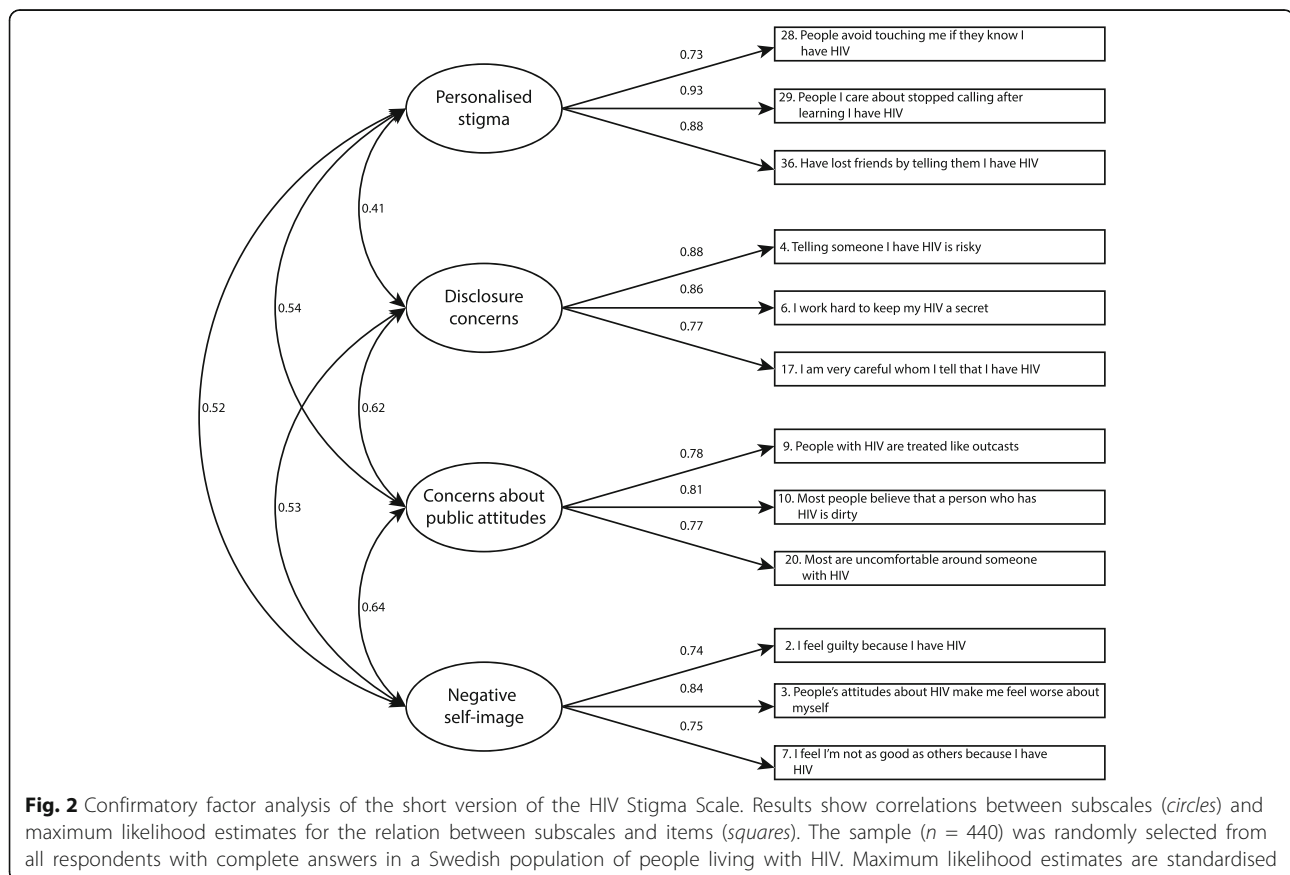 28. People avoid touching me if they know I
have HIV
0.73
Personalised
stigma
0.93
29. People I care about stopped calling after
learning I have HIV
0.88
36. Have lost friends by telling them I have HIV
0.41
0.88
4. Telling someone I have HIV is risky
Disclosure
concerns
0.86
6. I work hard to keep my HIV a secret
0.54
0.77
17. I am very careful whom I tell that I have HIV
0.52
0.62
0.78
9. People with HIV are treated like outcasts
Concerns about
public attitudes
0.81
10. Most people believe that a person who has
HIV is dirty
0.53
0.77
20. Most are uncomfortable around someone
with HIV
0.64
0.74
2. I feel guilty because I have HIV
Negative
self-image
0.84
3. People's attitudes about HIV make me feel worse about
myself
0.75
7. I feel I'm not as good as others because I have
HIV
Fig. 2 Confirmatory factor analysis of the short version of the HIV Stigma Scale. Results show correlations between subscales (circles) and
maximum likelihood estimates for the relation between subscales and items (squares). The sample (n = 440) was randomly selected from
all respondents with complete answers in a Swedish population of people living with HIV. Maximum likelihood estimates are standardised